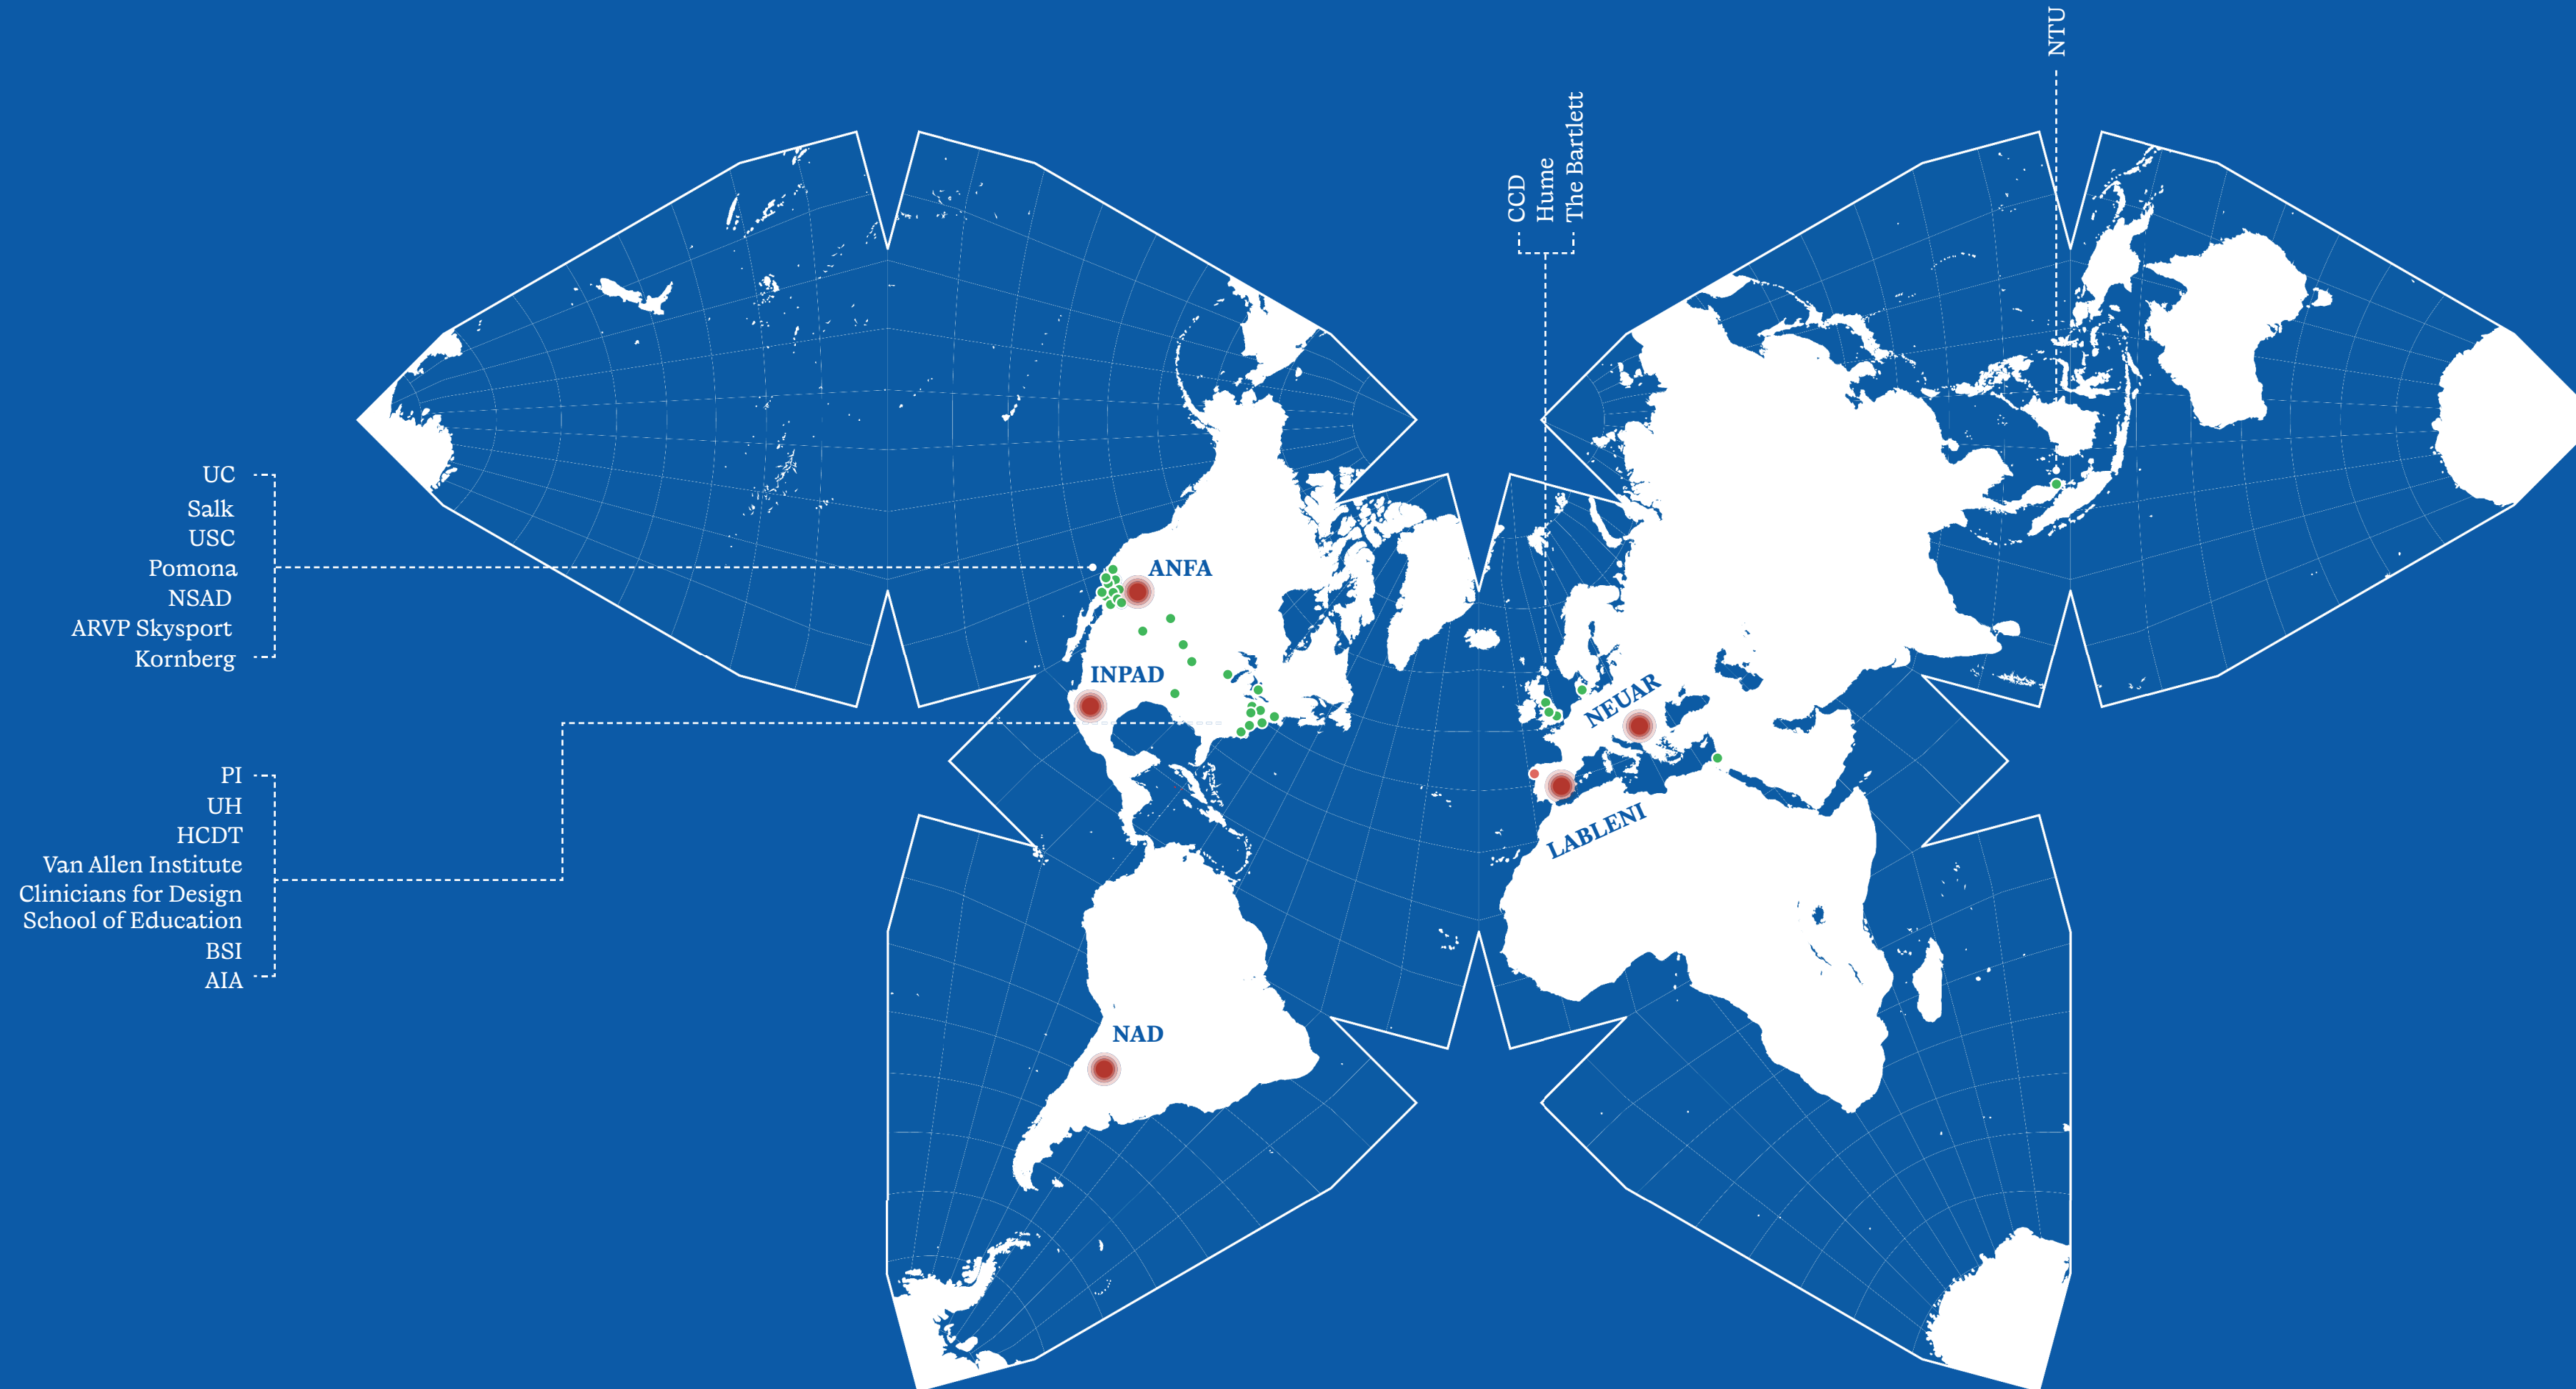 NTU
CCD
Hume
The Bartlett
UC
Salk
USC
Pomona
NSAD
ARVP Skysport
Kornberg
ANFA
INPAD
NEUAR
LABLENI
PI
UH
HCDT
Van Allen Institute
Clinicians for Design
School of Education
BSI
AIA
NAD